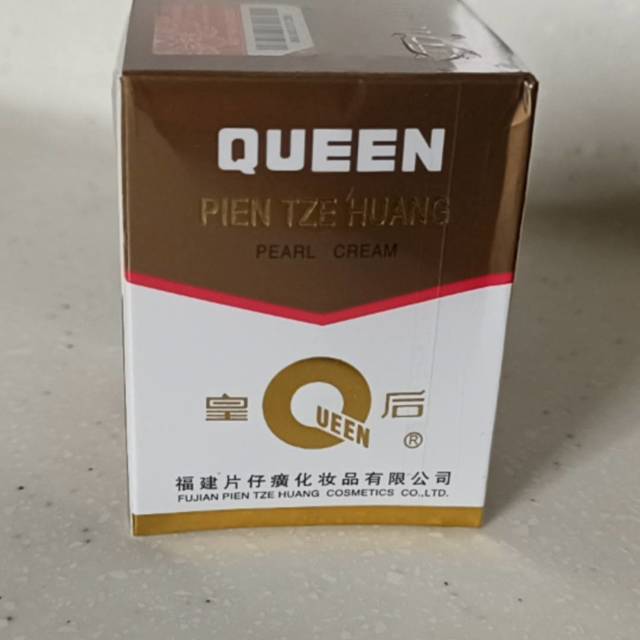 QUEEN
PIEN TZE HUANG
PEARL CREAM
皇 QUEEN 后
®
福建片仔癀化妆品有限公司
FUJIAN PIEN TZE HUANG COSMETICS CO.,LTD.